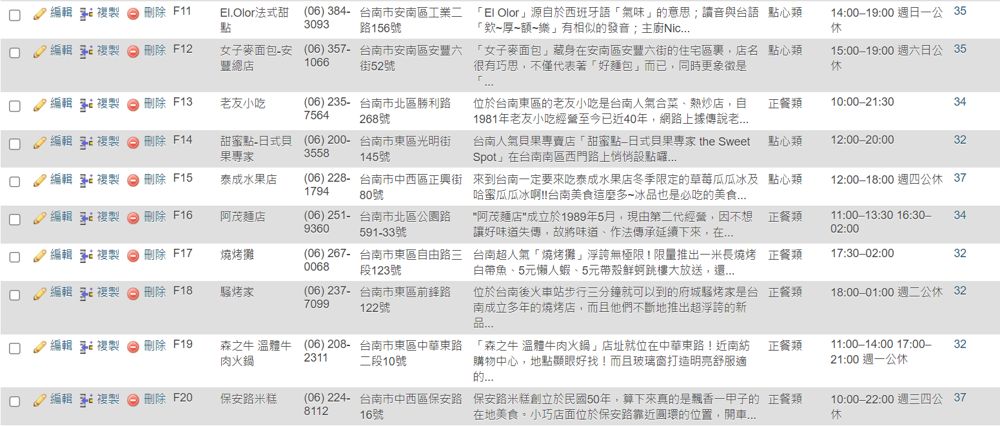 編輯 複製 刪除 F11 El.Olor法式甜 (06) 384- 台南市安南區工業二 「El Olor」源自於西班牙語「氣味」的意思；讀音與台語 點心類 14:00–19:00 週日一公 35
點 3093 路156號 「欸~厚~額~樂」有相似的發音；主廚Nic... 休
編輯 複製 刪除 F12 女子麥面包-安 (06) 357- 台南市安南區安豐六 「女子麥面包」藏身在安南區安豐六街的住宅區裏，店名 點心類 15:00–19:00 週六日公 35
豐總店 1066 街52號 很有巧思，不僅代表著「好麵包」而已，同時更象徵是 休
「...
編輯 複製 刪除 F13 老友小吃 (06) 235- 台南市北區勝利路 位於台南東區的老友小吃是台南人氣合菜、熱炒店，自 正餐類 10:00–21:30 34
7564 268號 1981年老友小吃經營至今已近40年，網路上據傳說老...
編輯 複製 刪除 F14 甜蜜點-日式貝 (06) 200- 台南市東區光明街 台南人氣貝果專賣店「甜蜜點–日式貝果專家 the Sweet 點心類 12:00–20:00 32
果專家 3558 145號 Spot」在台南南區西門路上悄悄設點囉...
編輯 複製 刪除 F15 泰成水果店 (06) 228- 台南市中西區正興街 來到台南一定要來吃泰成水果店冬季限定的草莓瓜瓜冰及 點心類 12:00–18:00 週四公休 37
1794 80號 哈蜜瓜瓜冰啊!!台南美食這麼多~冰品也是必吃的美食...
編輯 複製 刪除 F16 阿茂麵店 (06) 251- 台南市北區公園路 "阿茂麵店"成立於1989年5月，現由第二代經營，因不想 正餐類 11:00–13:30 16:30– 34
9360 591-33號 讓好味道失傳，故將味道、作法傳承延續下來，在... 02:00
編輯 複製 刪除 F17 燒烤攤 (06) 267- 台南市東區自由路三 台南超人氣「燒烤攤」浮誇無極限！限量推出一米長燒烤 正餐類 17:30–02:00 32
0068 段123號 白帶魚、5元懶人蝦、5元帶殼鮮蚵跳樓大放送，還...
編輯 複製 刪除 F18 騷烤家 (06) 237- 台南市東區前鋒路 位於台南後火車站步行三分鐘就可以到的府城騷烤家是台 正餐類 18:00–01:00 週二公休 32
7099 122號 南成立多年的燒烤店，而且他們不斷地推出超浮誇的新
品...
編輯 複製 刪除 F19 森之牛 溫體牛 (06) 208- 台南市東區中華東路 「森之牛 溫體牛肉火鍋」店址就位在中華東路！近南紡 正餐類 11:00–14:00 17:00– 32
肉火鍋 2311 二段10號 購物中心，地點顯眼好找！而且玻璃窗打造明亮舒服適 21:00 週一公休
的...
編輯 複製 刪除 F20 保安路米糕 (06) 224- 台南市中西區保安路 保安路米糕創立於民國50年，算下來真的是飄香一甲子的 正餐類 10:00–22:00 週三四公 37
8112 16號 在地美食。小巧店面位於保安路靠近圓環的位置，開車... 休